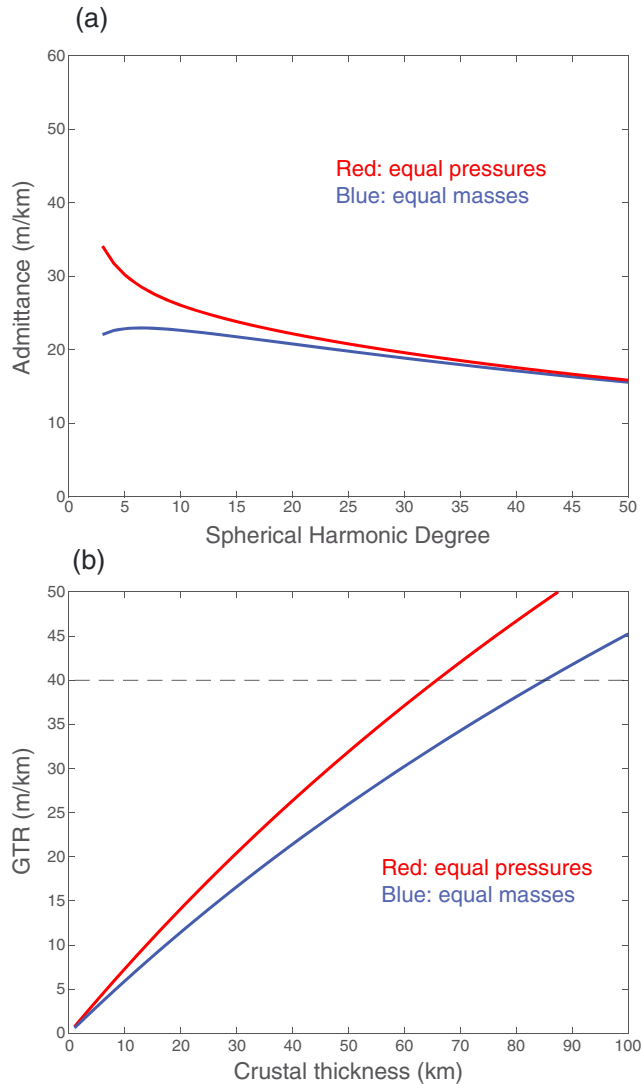 (a)
60
50
40
30
20
10
0
Admittance (m/km)
Red: equal pressures
Blue: equal masses
0 5 10 15 20 25 30 35 40 45 50
Spherical Harmonic Degree
(b)
50
45
40
35
30
25
20
15
10
5
0
GTR (m/km)
Red: equal pressures
Blue: equal masses
0 10 20 30 40 50 60 70 80 90 100
Crustal thickness (km)